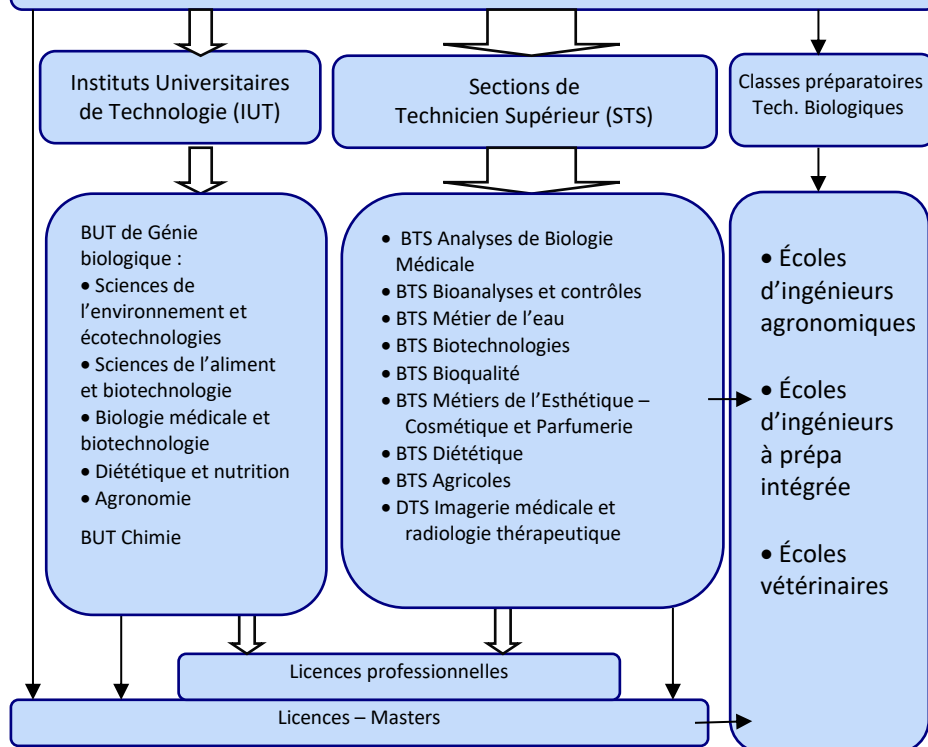 Instituts Universitaires
de Technologie (IUT)
Sections de
Technicien Supérieur (STS)
Classes préparatoires
Tech. Biologiques
BUT de Génie
biologique :
• Sciences de
l’environnement et
écotechnologies
• Sciences de l’aliment
et biotechnologie
• Biologie médicale et
biotechnologie
• Diététique et nutrition
• Agronomie
BUT Chimie
• BTS Analyses de Biologie
Médicale
• BTS Bioanalyses et contrôles
• BTS Métier de l’eau
• BTS Biotechnologies
• BTS Bioqualité
• BTS Métiers de l’Esthétique –
Cosmétique et Parfumerie
• BTS Diététique
• BTS Agricoles
• DTS Imagerie médicale et
radiologie thérapeutique
• Écoles
d’ingénieurs
agronomiques
• Écoles
d’ingénieurs
à prépa
intégrée
• Écoles
vétérinaires
Licences professionnelles
Licences – Masters